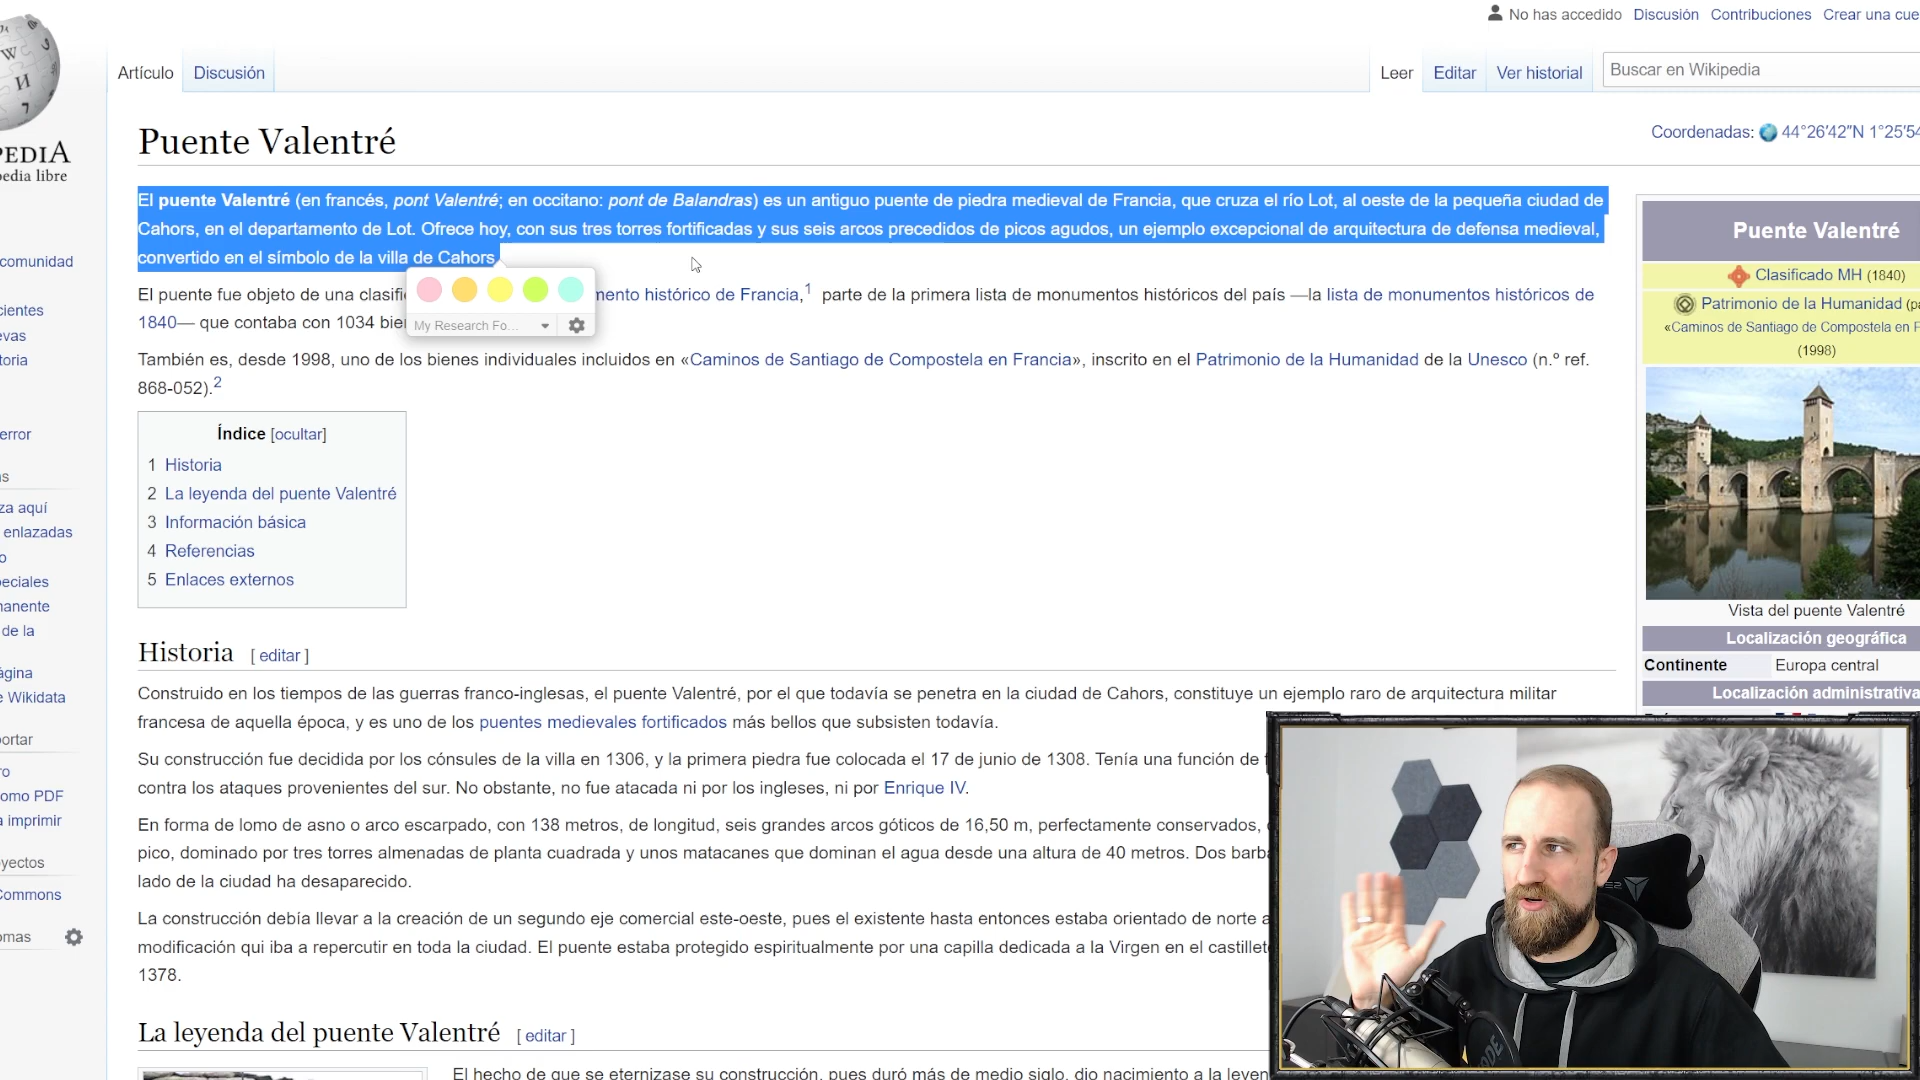 No has accedido Discusión Contribuciones Crear una cue
Artículo Discusión Leer Editar Ver historial Buscar en Wikipedia
PEDIA
pedia libre
Puente Valentré
Coordenadas: 44°26′42″N 1°25′54
El puente Valentré (en francés, pont Valentré; en occitano: pont de Balandras) es un antiguo puente de piedra medieval de Francia, que cruza el río Lot, al oeste de la pequeña ciudad de
Cahors, en el departamento de Lot. Ofrece hoy, con sus tres torres fortificadas y sus seis arcos precedidos de picos agudos, un ejemplo excepcional de arquitectura de defensa medieval,
convertido en el símbolo de la villa de Cahors.
El puente fue objeto de una clasifi mento histórico de Francia,1 parte de la primera lista de monumentos históricos del país —la lista de monumentos históricos de
1840— que contaba con 1034 bien
My Research Fo...
También es, desde 1998, uno de los bienes individuales incluidos en «Caminos de Santiago de Compostela en Francia», inscrito en el Patrimonio de la Humanidad de la Unesco (n.º ref.
868-052).2
Índice [ocultar]
1 Historia
2 La leyenda del puente Valentré
3 Información básica
4 Referencias
5 Enlaces externos
Historia [ editar ]
Construido en los tiempos de las guerras franco-inglesas, el puente Valentré, por el que todavía se penetra en la ciudad de Cahors, constituye un ejemplo raro de arquitectura militar
francesa de aquella época, y es uno de los puentes medievales fortificados más bellos que subsisten todavía.
Su construcción fue decidida por los cónsules de la villa en 1306, y la primera piedra fue colocada el 17 de junio de 1308. Tenía una función de f
contra los ataques provenientes del sur. No obstante, no fue atacada ni por los ingleses, ni por Enrique IV.
En forma de lomo de asno o arco escarpado, con 138 metros, de longitud, seis grandes arcos góticos de 16,50 m, perfectamente conservados,
pico, dominado por tres torres almenadas de planta cuadrada y unos matacanes que dominan el agua desde una altura de 40 metros. Dos barba
lado de la ciudad ha desaparecido.
La construcción debía llevar a la creación de un segundo eje comercial este-oeste, pues el existente hasta entonces estaba orientado de norte a
modificación qui iba a repercutir en toda la ciudad. El puente estaba protegido espiritualmente por una capilla dedicada a la Virgen en el castillete
1378.
La leyenda del puente Valentré [ editar ]
El hecho de que se eternizase su construcción, pues duró más de medio siglo, dio nacimiento a la leyen
Puente Valentré
Clasificado MH (1840)
Patrimonio de la Humanidad (pa
«Caminos de Santiago de Compostela en F
(1998)
Vista del puente Valentré
Localización geográfica
Continente Europa central
Localización administrativa
comunidad
cientes
evas
toria
error
as
za aquí
enlazadas
o
peciales
manente
de la
ágina
e Wikidata
portar
ro
omo PDF
a imprimir
yectos
Commons
omas